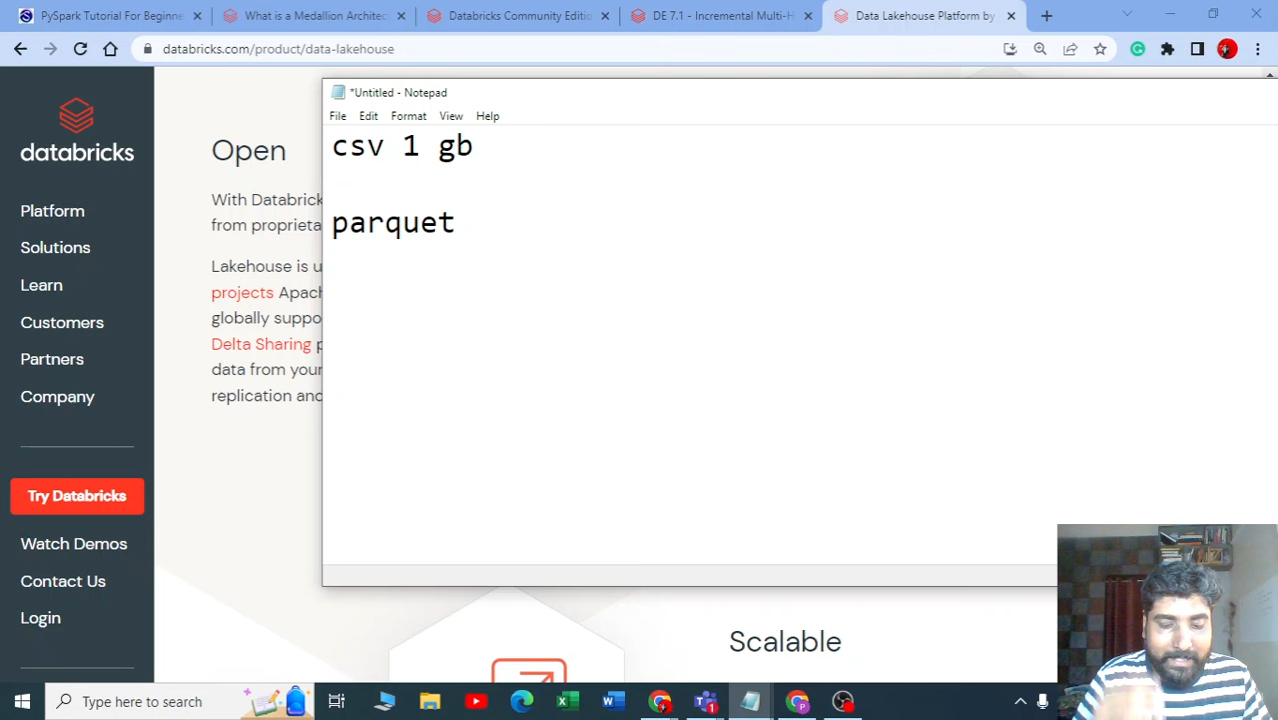 PySpark Tutorial For Beginne
What is a Medallion Architec
Databricks Community Editio
DE 7.1 - Incremental Multi-H
Data Lakehouse Platform by
databricks.com/product/data-lakehouse
databricks
Platform
Solutions
Learn
Customers
Partners
Company
Try Databricks
Watch Demos
Contact Us
Login
Open
With Databrick
from proprieta
Lakehouse is u
projects Apach
globally suppo
Delta Sharing p
data from your
replication and
*Untitled - Notepad
File Edit Format View Help
csv 1 gb
parquet
Scalable
Type here to search